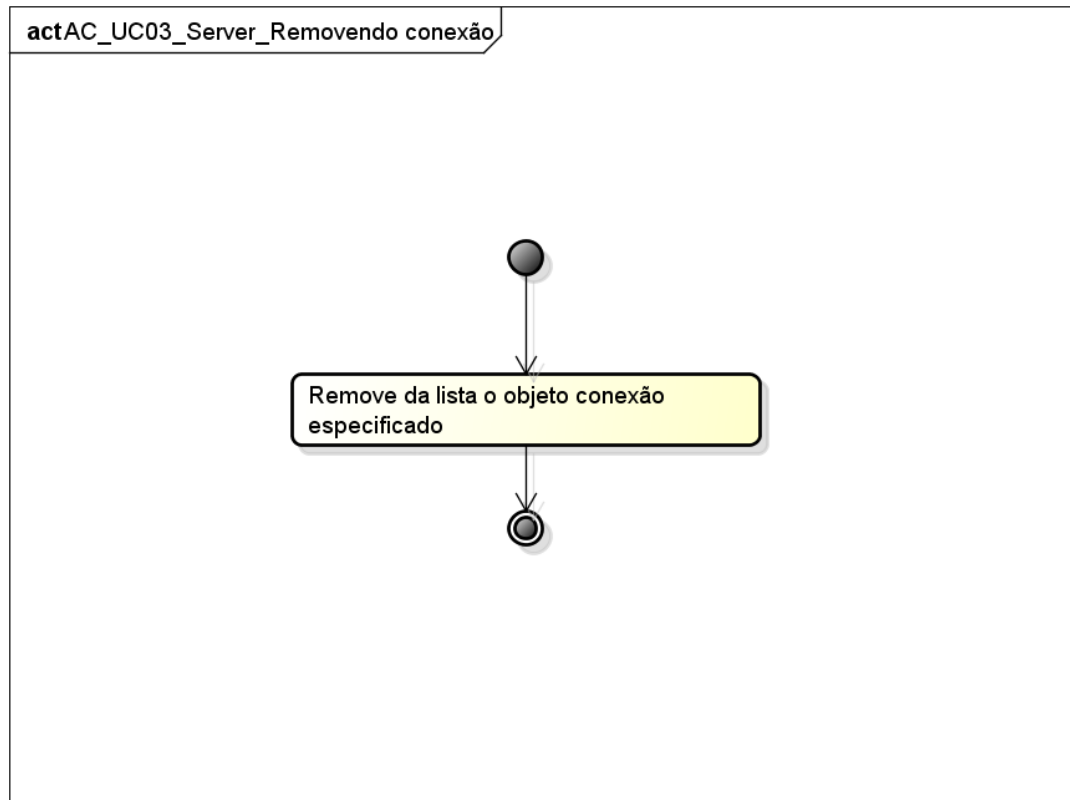 act AC_UC03_Server_Removendo conexão
Remove da lista o objeto conexão
especificado